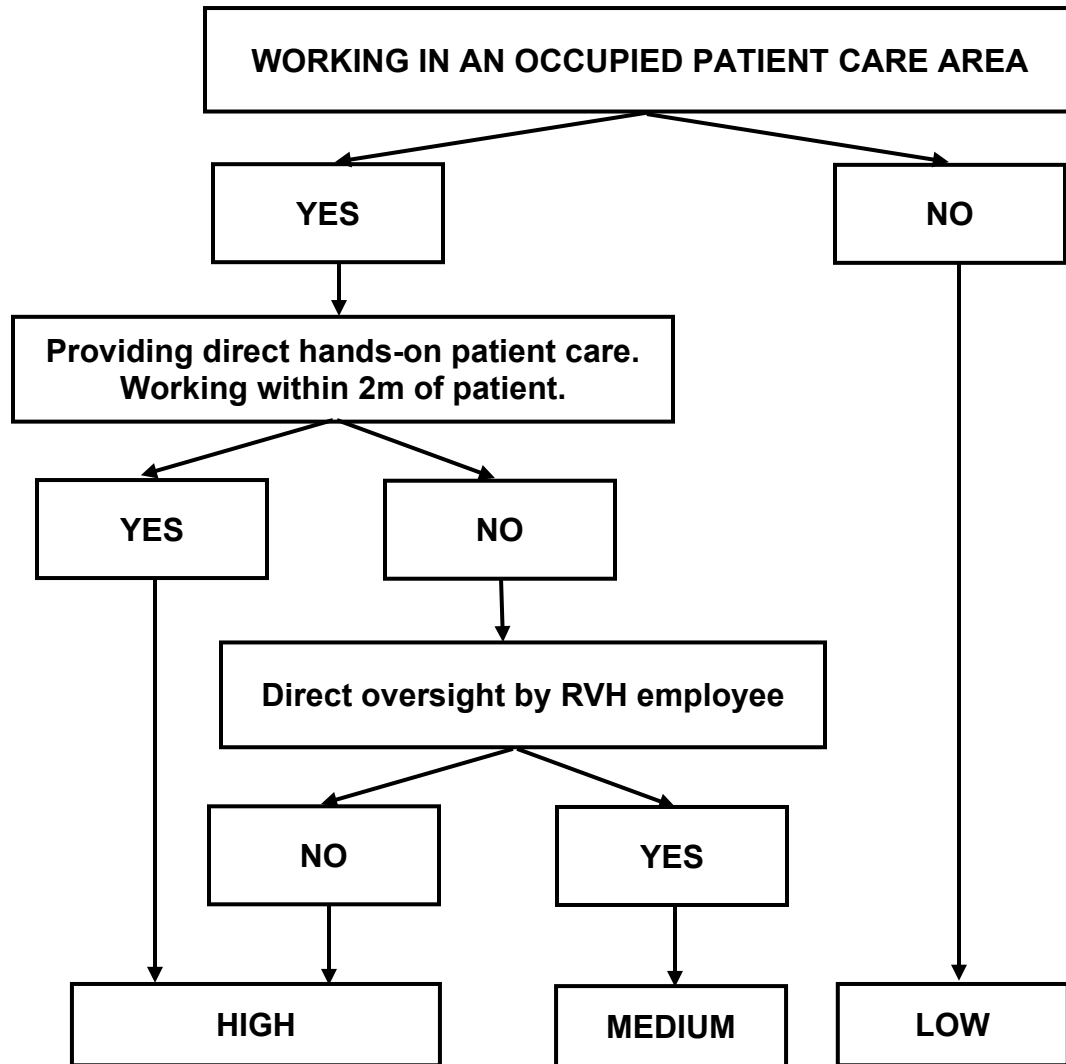 WORKING IN AN OCCUPIED PATIENT CARE AREA
YES
NO
Providing direct hands-on patient care.
Working within 2m of patient.
YES
NO
Direct oversight by RVH employee
NO
YES
HIGH
MEDIUM
LOW